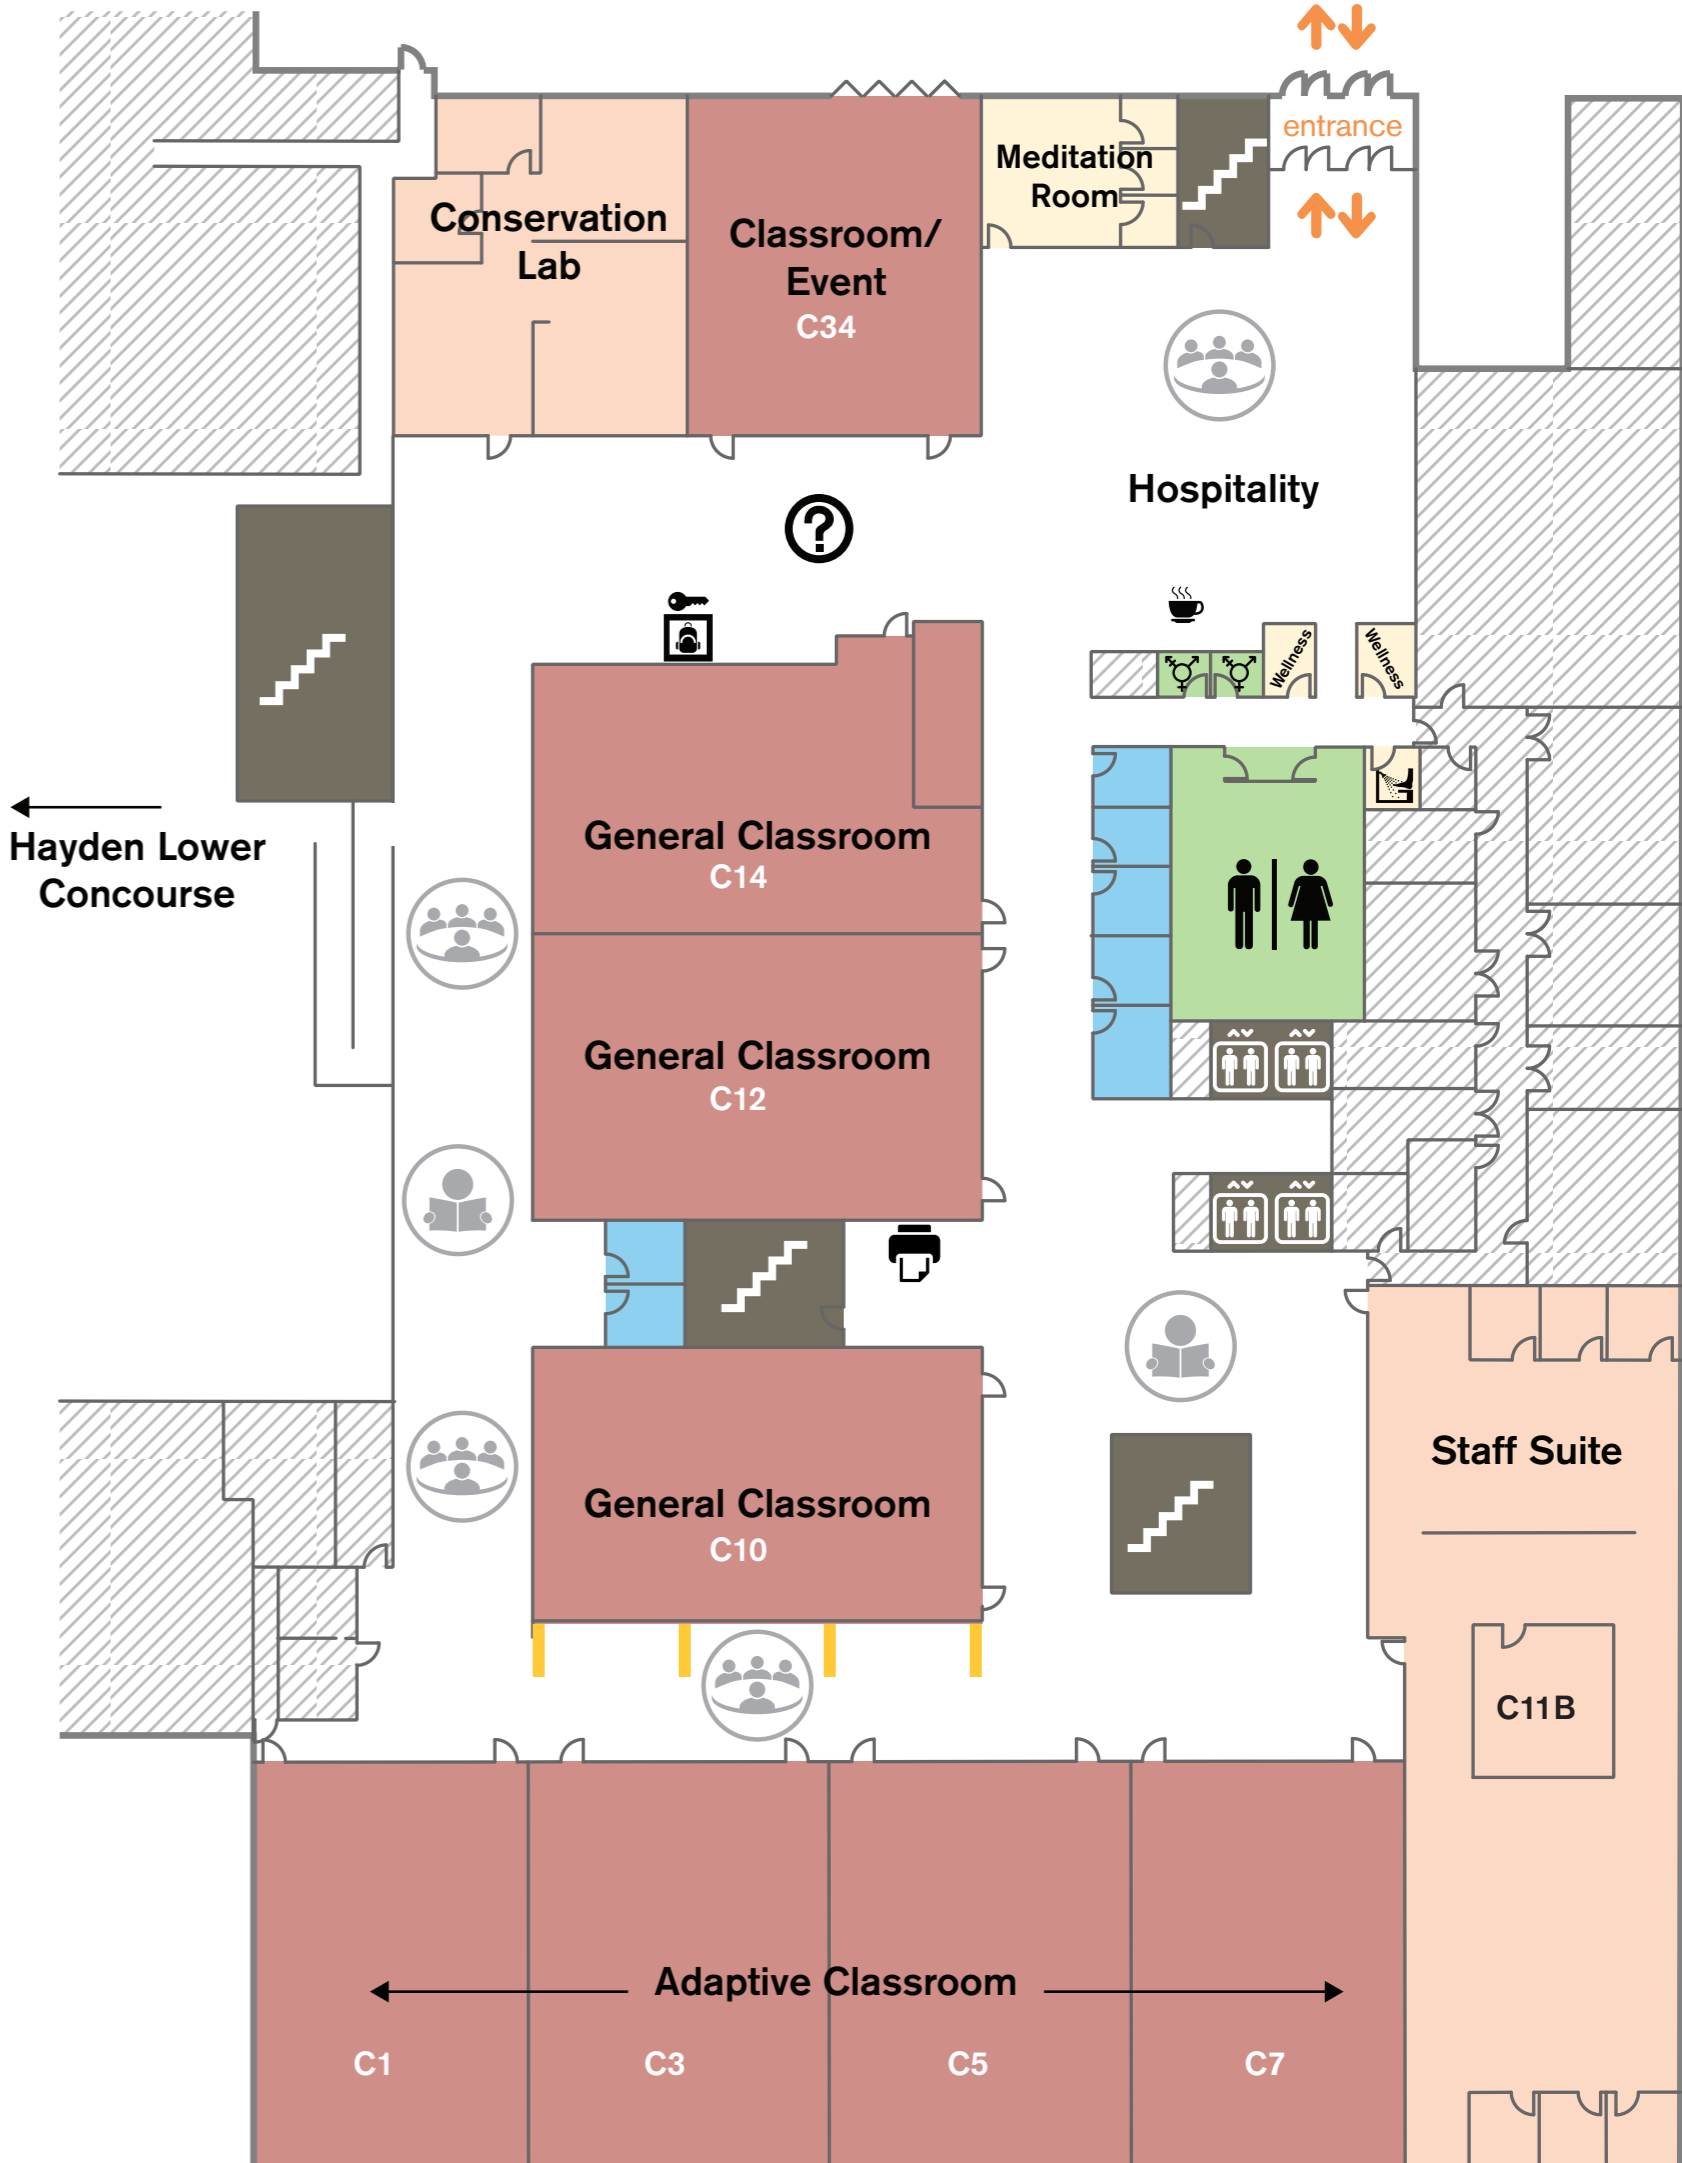 entrance
Meditation
Room
Conservation
Lab
Classroom/
Event
C34
Hospitality
?
Wellness
Wellness
Hayden Lower
Concourse
General Classroom
C14
General Classroom
C12
General Classroom
C10
Staff Suite
C11B
Adaptive Classroom
C1
C3
C5
C7